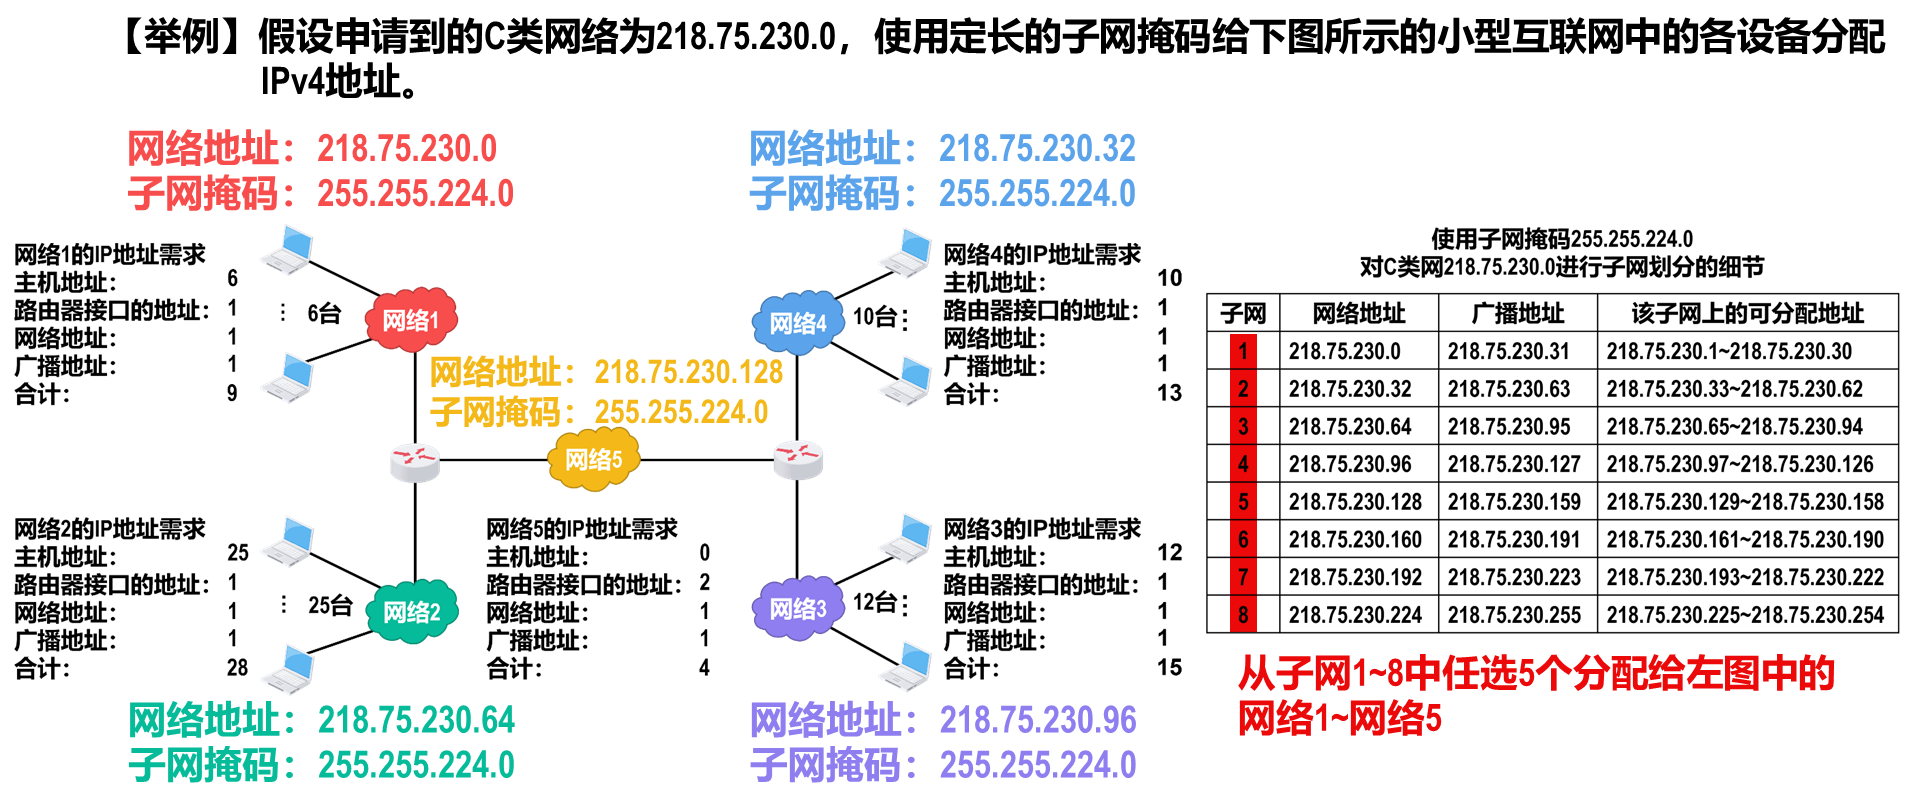 【举例】假设申请到的C类网络为218.75.230.0，使用定长的子网掩码给下图所示的小型互联网中的各设备分配
IPv4地址。
网络地址：218.75.230.0
子网掩码：255.255.224.0
网络地址：218.75.230.32
子网掩码：255.255.224.0
网络1的IP地址需求
主机地址： 6
路由器接口的地址： 1
网络地址： 1
广播地址： 1
合计： 9
⋮ 6台
网络1
网络4
10台⋮
网络4的IP地址需求
主机地址： 10
路由器接口的地址： 1
网络地址： 1
广播地址： 1
合计： 13
网络地址：218.75.230.128
子网掩码：255.255.224.0
网络5
网络2的IP地址需求
主机地址： 25
路由器接口的地址： 1
网络地址： 1
广播地址： 1
合计： 28
⋮ 25台
网络2
网络5的IP地址需求
主机地址： 0
路由器接口的地址： 2
网络地址： 1
广播地址： 1
合计： 4
网络3
12台⋮
网络3的IP地址需求
主机地址： 12
路由器接口的地址： 1
网络地址： 1
广播地址： 1
合计： 15
网络地址：218.75.230.64
子网掩码：255.255.224.0
网络地址：218.75.230.96
子网掩码：255.255.224.0
使用子网掩码255.255.224.0
对C类网218.75.230.0进行子网划分的细节
子网 网络地址 广播地址 该子网上的可分配地址
1 218.75.230.0 218.75.230.31 218.75.230.1~218.75.230.30
2 218.75.230.32 218.75.230.63 218.75.230.33~218.75.230.62
3 218.75.230.64 218.75.230.95 218.75.230.65~218.75.230.94
4 218.75.230.96 218.75.230.127 218.75.230.97~218.75.230.126
5 218.75.230.128 218.75.230.159 218.75.230.129~218.75.230.158
6 218.75.230.160 218.75.230.191 218.75.230.161~218.75.230.190
7 218.75.230.192 218.75.230.223 218.75.230.193~218.75.230.222
8 218.75.230.224 218.75.230.255 218.75.230.225~218.75.230.254
从子网1~8中任选5个分配给左图中的
网络1~网络5